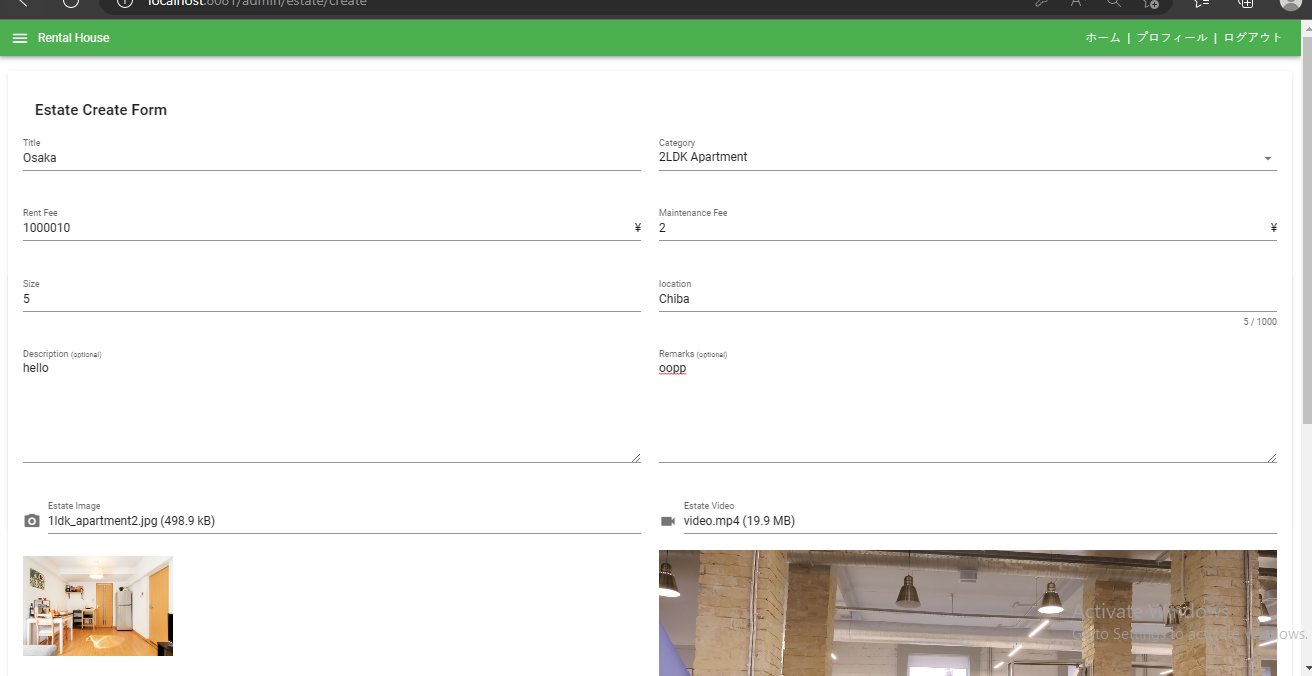 localhost:8081/admin/estate/create
Rental House
ホーム | プロフィール | ログアウト
Estate Create Form
Title
Osaka
Category
2LDK Apartment
Rent Fee
1000010 ¥
Maintenance Fee
2 ¥
Size
5
location
Chiba
5 / 1000
Description (optional)
hello
Remarks (optional)
oopp
Estate Image
1ldk_apartment2.jpg (498.9 kB)
Estate Video
video.mp4 (19.9 MB)
Activate Windows
Go to Settings to activate Windows.